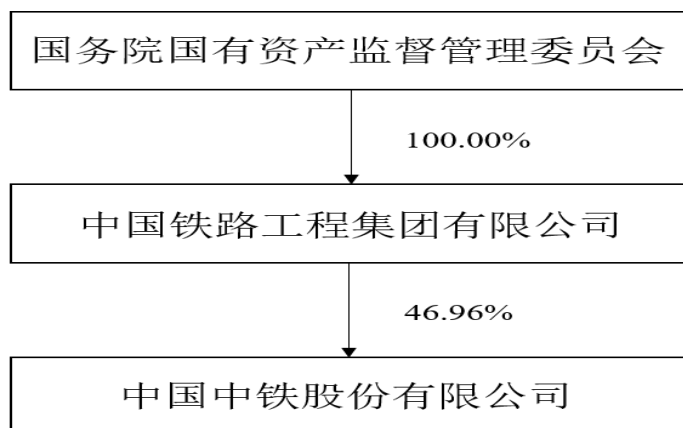 国务院国有资产监督管理委员会
100.00%
中国铁路工程集团有限公司
46.96%
中国中铁股份有限公司